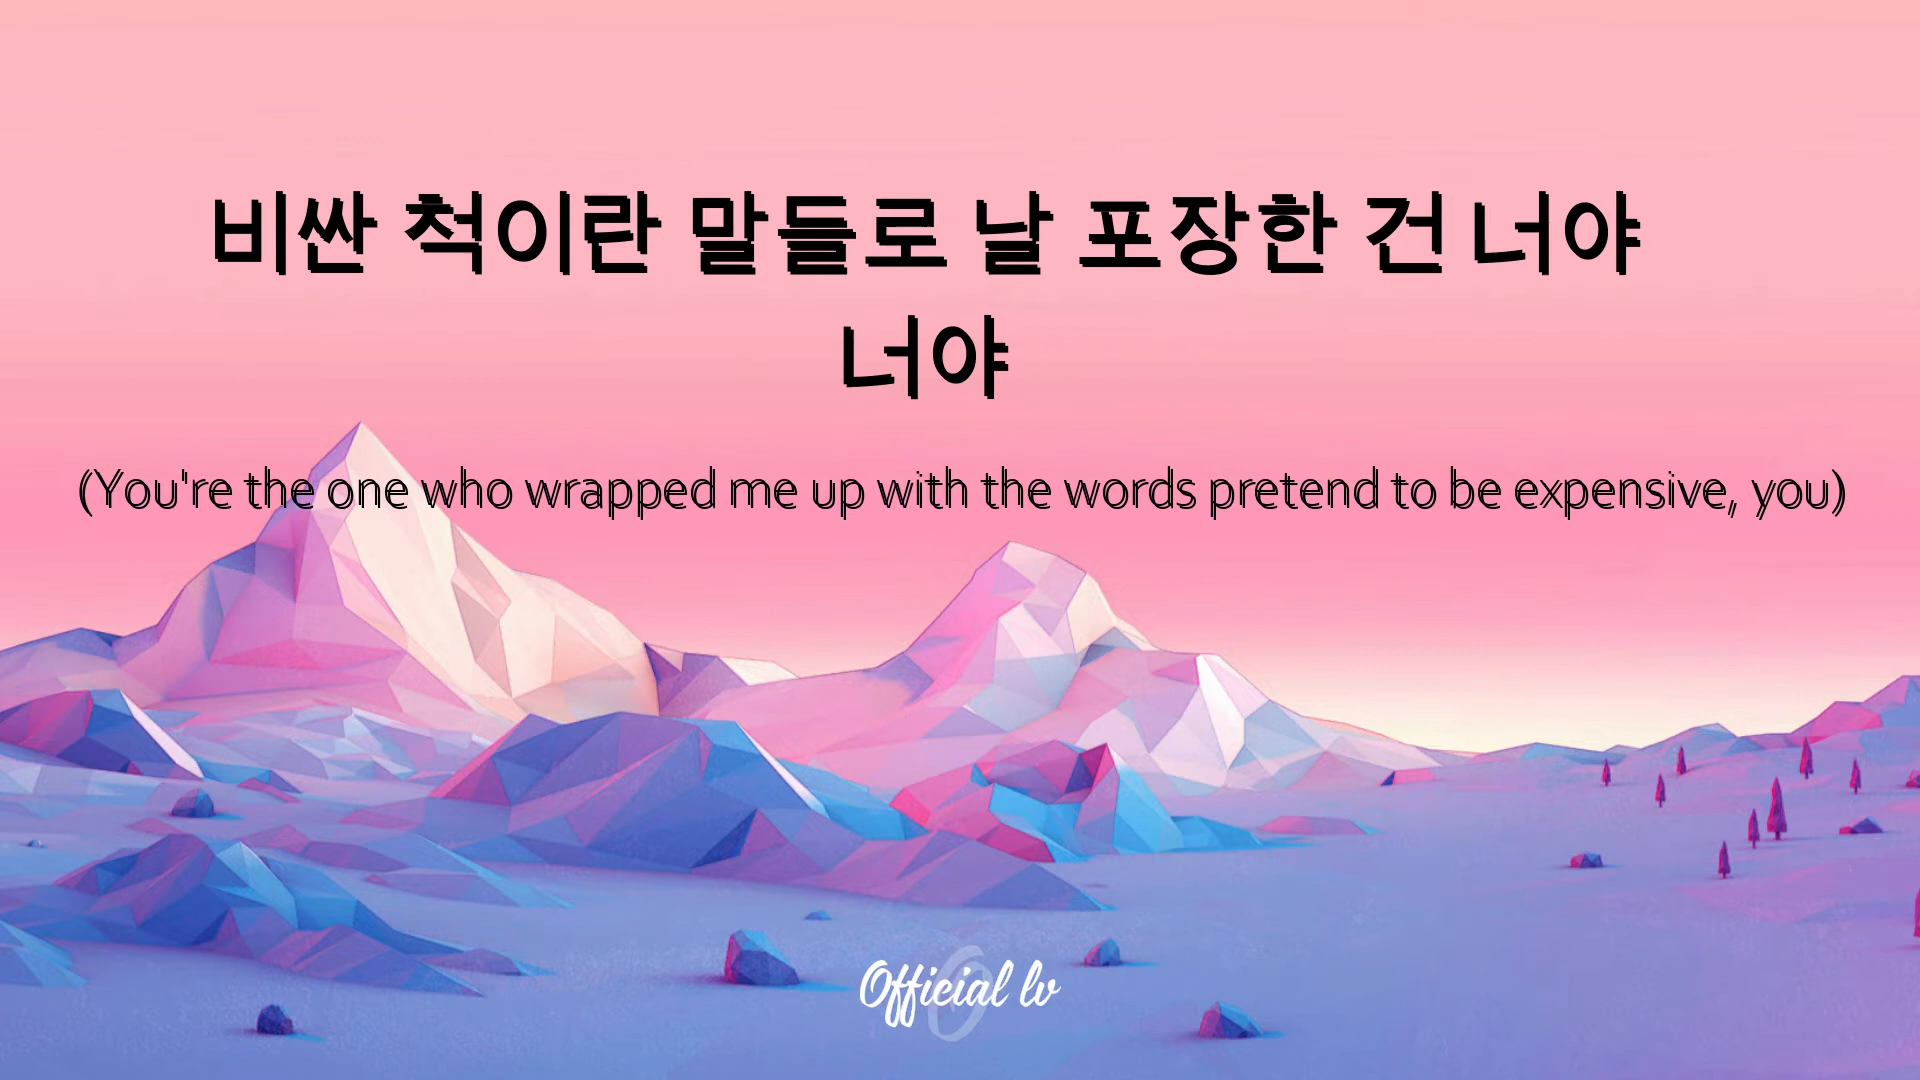 비싼 척이란 말들로 날 포장한 건 너야
너야
(You're the one who wrapped me up with the words pretend to be expensive, you)
Official lv